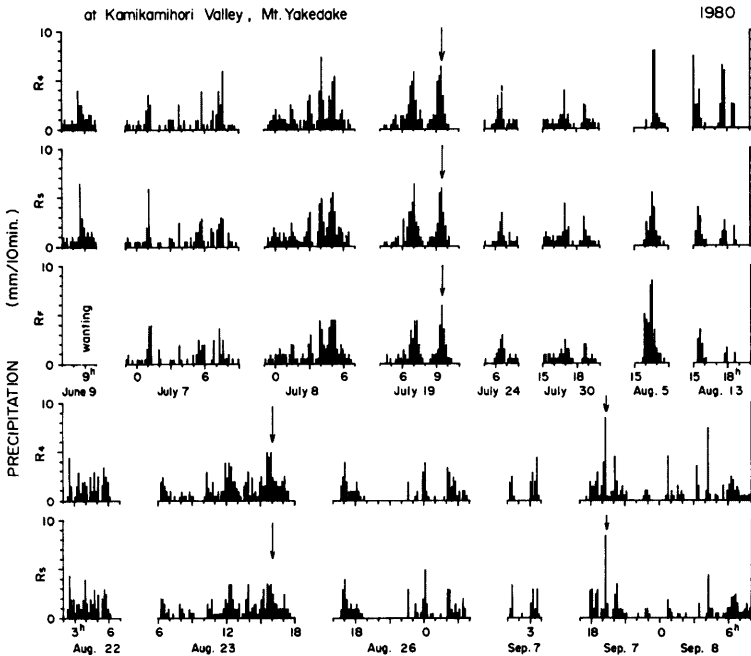 at Kamikamihori Valley, Mt. Yakedake 1980
PRECIPITATION (mm/10min.)
10
R4
0
10
R5
0
10
RF
wanting
0
9h 0 6 0 6 6 9 6 15 18 15 15 18h
June 9 July 7 July 8 July 19 July 24 July 30 Aug. 5 Aug. 13
10
R4
0
10
R5
0
3h 6 6 12 18 18 0 3 18 0 6h
Aug. 22 Aug. 23 Aug. 26 Sep. 7 Sep. 7 Sep. 8